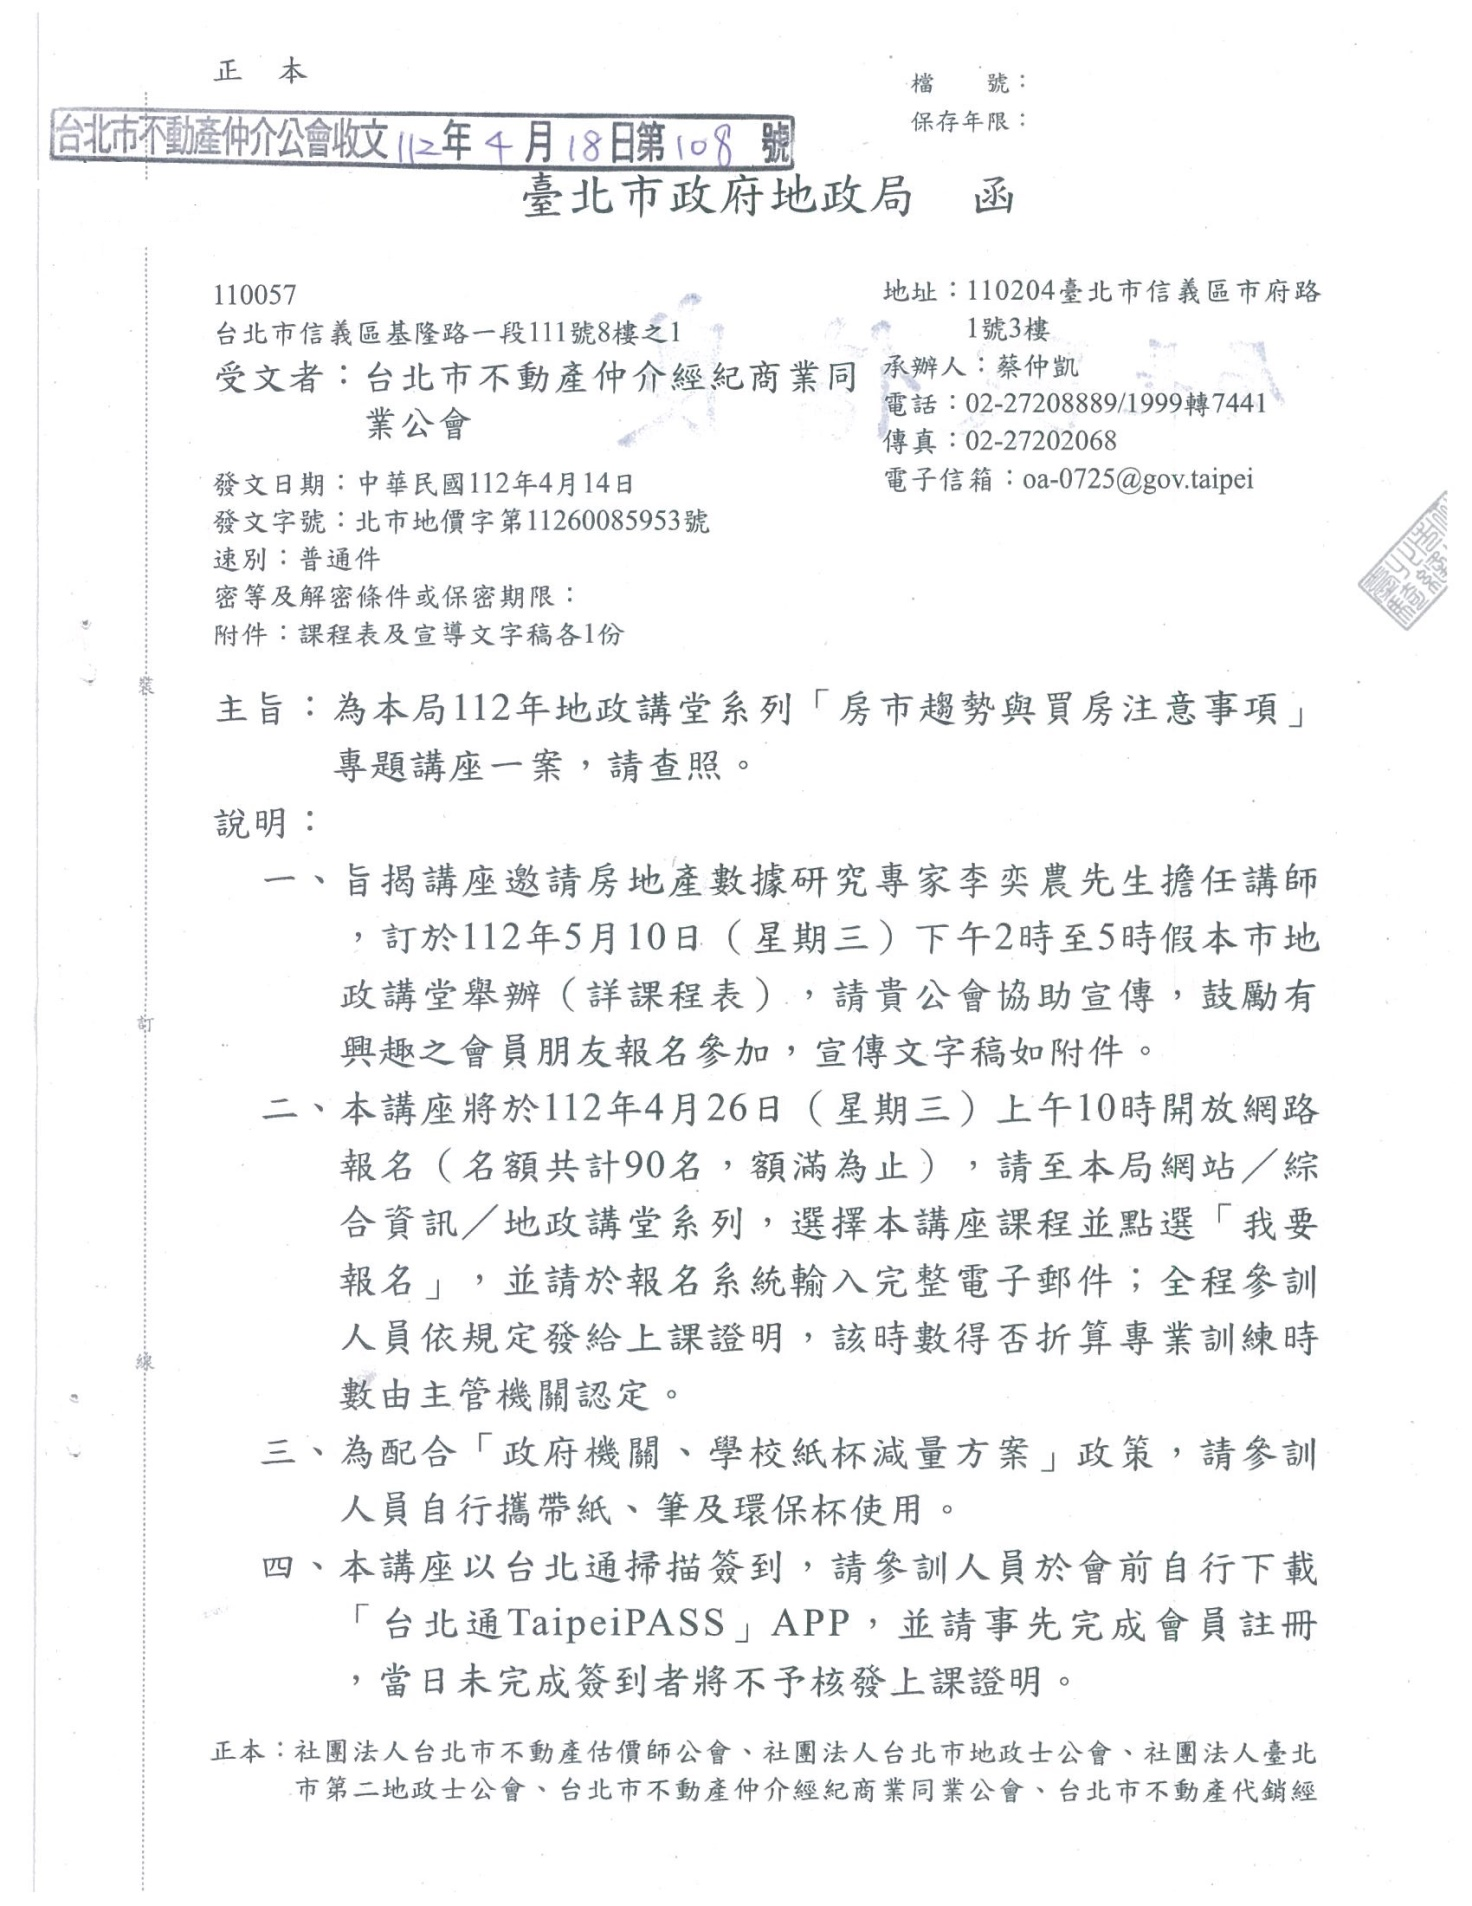 正 本
檔 號：
保存年限：
台北市不動產仲介公會收文112年4月18日第108號
臺北市政府地政局 函
110057
台北市信義區基隆路一段111號8樓之1
受文者：台北市不動產仲介經紀商業同
業公會
地址：110204臺北市信義區市府路
1號3樓
承辦人：蔡仲凱
電話：02-27208889/1999轉7441
傳真：02-27202068
電子信箱：oa-0725@gov.taipei
發文日期：中華民國112年4月14日
發文字號：北市地價字第11260085953號
速別：普通件
密等及解密條件或保密期限：
附件：課程表及宣導文字稿各1份
裝
主旨：為本局112年地政講堂系列「房市趨勢與買房注意事項」
專題講座一案，請查照。
說明：
一、旨揭講座邀請房地產數據研究專家李奕農先生擔任講師
，訂於112年5月10日（星期三）下午2時至5時假本市地
政講堂舉辦（詳課程表），請貴公會協助宣傳，鼓勵有
訂
興趣之會員朋友報名參加，宣傳文字稿如附件。
二、本講座將於112年4月26日（星期三）上午10時開放網路
報名（名額共計90名，額滿為止），請至本局網站／綜
合資訊／地政講堂系列，選擇本講座課程並點選「我要
報名」，並請於報名系統輸入完整電子郵件；全程參訓
人員依規定發給上課證明，該時數得否折算專業訓練時
線
數由主管機關認定。
三、為配合「政府機關、學校紙杯減量方案」政策，請參訓
人員自行攜帶紙、筆及環保杯使用。
四、本講座以台北通掃描簽到，請參訓人員於會前自行下載
「台北通TaipeiPASS」APP，並請事先完成會員註冊
，當日未完成簽到者將不予核發上課證明。
正本：社團法人台北市不動產估價師公會、社團法人台北市地政士公會、社團法人臺北
市第二地政士公會、台北市不動產仲介經紀商業同業公會、台北市不動產代銷經